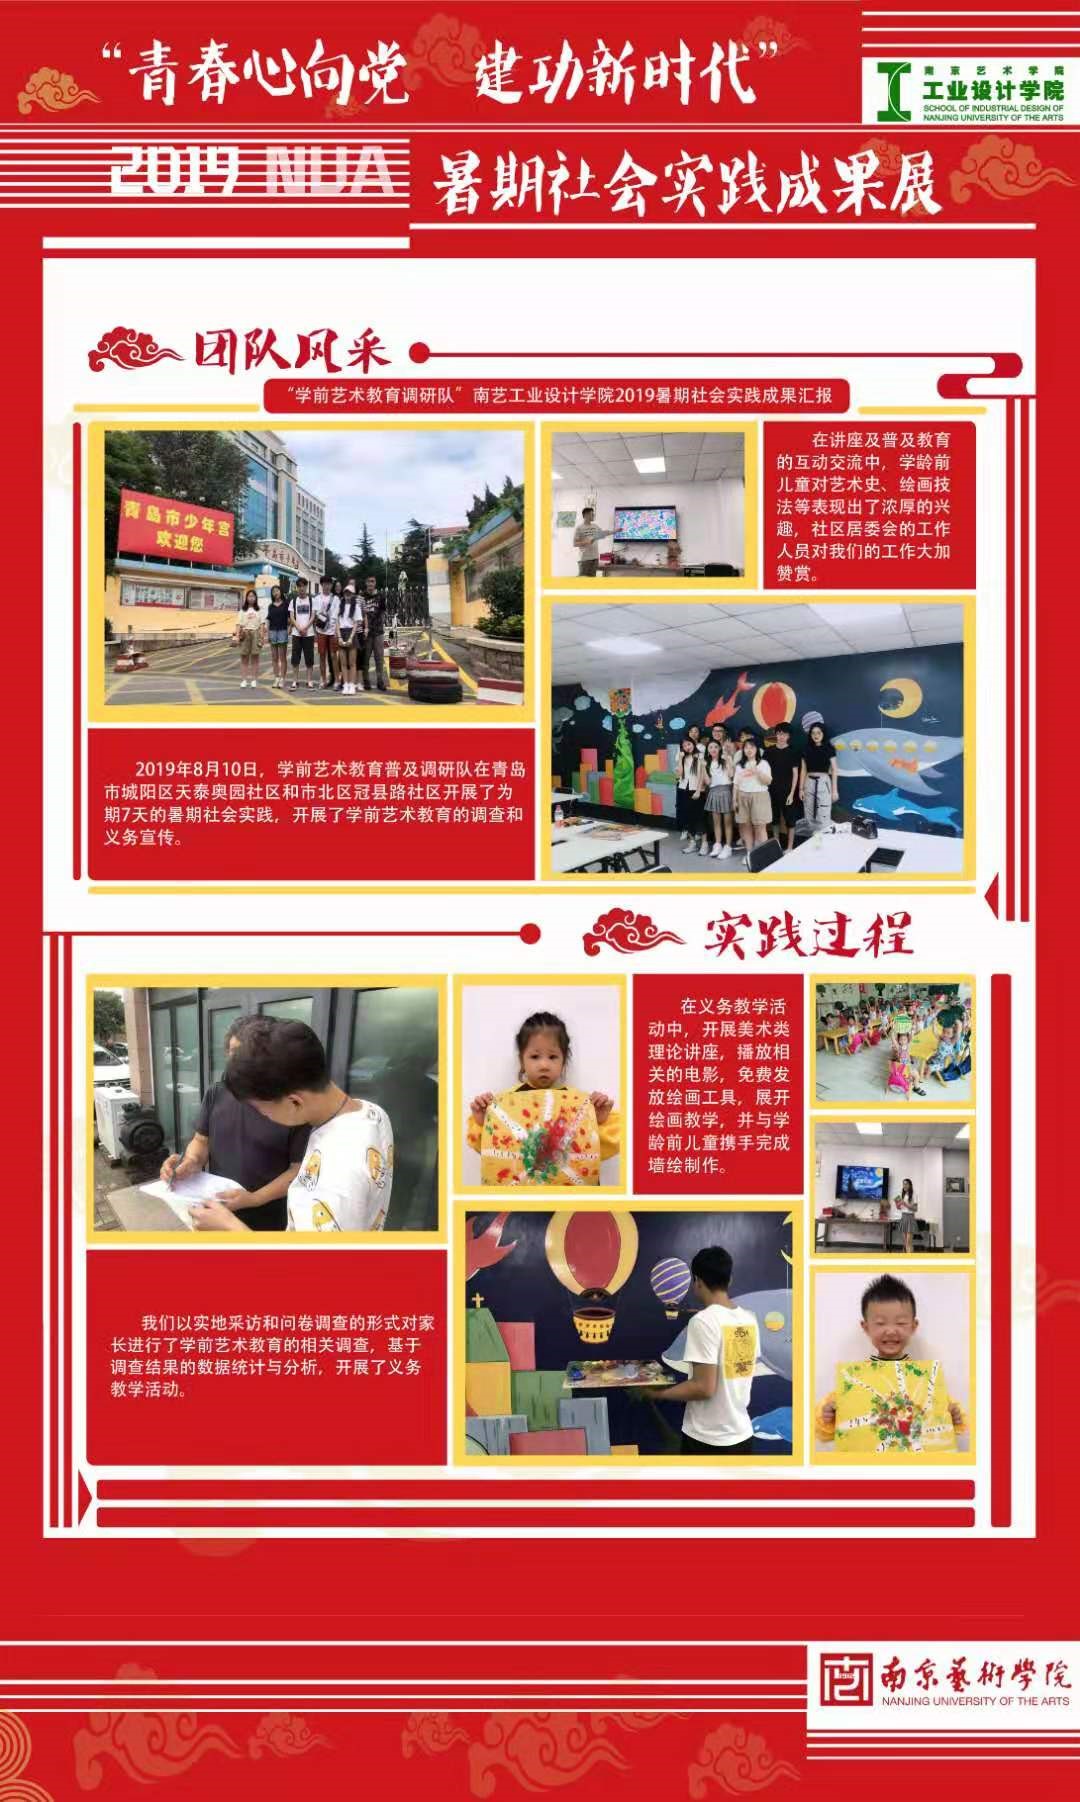 “青春心向党 建功新时代”
南京艺术学院
工业设计学院
SCHOOL OF INDUSTRIAL DESIGN OF
NANJING UNIVERSITY OF THE ARTS
2019 NUA 暑期社会实践成果展
团队风采
“学前艺术教育调研队”南艺工业设计学院2019暑期社会实践成果汇报
青岛市少年宫
欢迎您
在讲座及普及教育
的互动交流中，学龄前
儿童对艺术史、绘画技
法等表现出了浓厚的兴
趣，社区居委会的工作
人员对我们的工作大加
赞赏。
2019年8月10日，学前艺术教育普及调研队在青岛
市城阳区天泰奥园社区和市北区冠县路社区开展了为
期7天的暑期社会实践，开展了学前艺术教育的调查和
义务宣传。
实践过程
在义务教学活
动中，开展美术类
理论讲座，播放相
关的电影，免费发
放绘画工具，展开
绘画教学，并与学
龄前儿童携手完成
墙绘制作。
我们以实地采访和问卷调查的形式对家
长进行了学前艺术教育的相关调查，基于
调查结果的数据统计与分析，开展了义务
教学活动。
南京藝術學院
NANJING UNIVERSITY OF THE ARTS